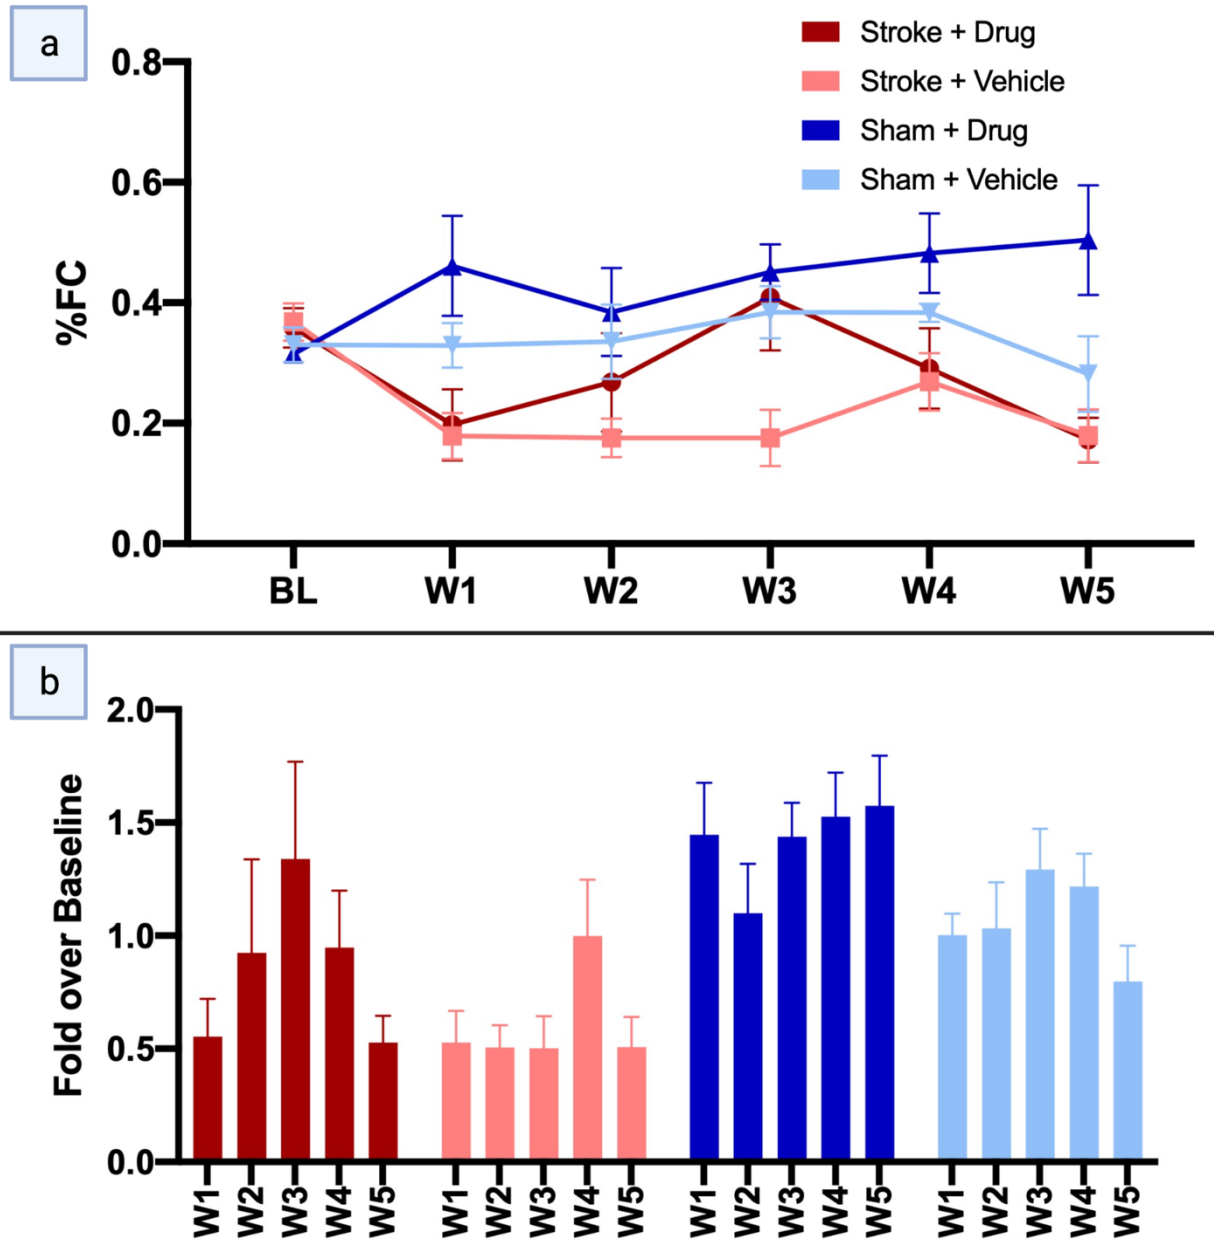 a
Stroke + Drug
Stroke + Vehicle
Sham + Drug
Sham + Vehicle
0.8
0.6
0.4
0.2
0.0
%FC
BL W1 W2 W3 W4 W5
b
2.0
1.5
1.0
0.5
0.0
Fold over Baseline
W1 W2 W3 W4 W5 W1 W2 W3 W4 W5 W1 W2 W3 W4 W5 W1 W2 W3 W4 W5